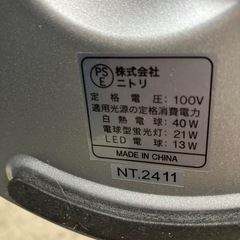 PS
E
株式会社
ニトリ
定格電圧:100V
適用光源の定格消費電力
白熱電球:40W
電球型蛍光灯:21W
LED電球:13W
MADE IN CHINA
NT.2411